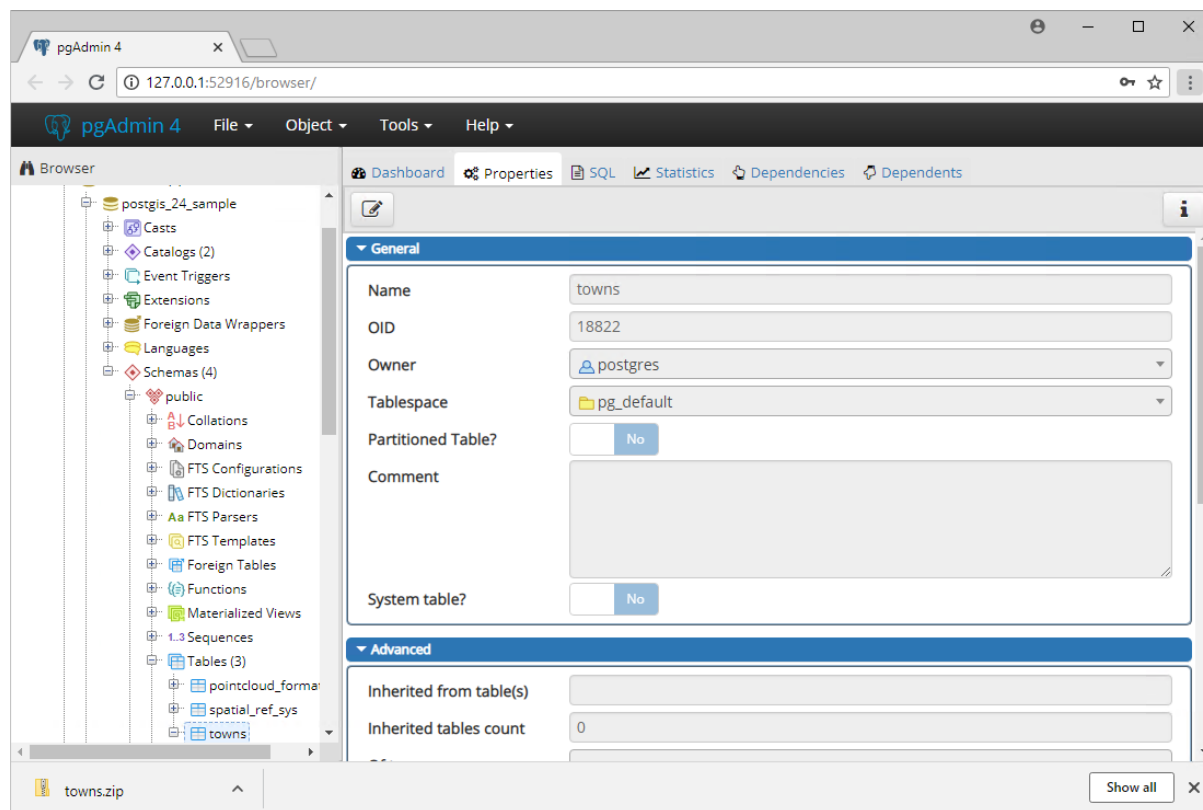 pgAdmin 4
127.0.0.1:52916/browser/
pgAdmin 4 File Object Tools Help
Browser
Dashboard Properties SQL Statistics Dependencies Dependents
postgis_24_sample
Casts
Catalogs (2)
Event Triggers
Extensions
Foreign Data Wrappers
Languages
Schemas (4)
public
Collations
Domains
FTS Configurations
FTS Dictionaries
Aa FTS Parsers
FTS Templates
Foreign Tables
Functions
Materialized Views
1..3 Sequences
Tables (3)
pointcloud_format
spatial_ref_sys
towns
General
Name towns
OID 18822
Owner postgres
Tablespace pg_default
Partitioned Table? No
Comment
System table? No
Advanced
Inherited from table(s)
Inherited tables count 0
towns.zip
Show all